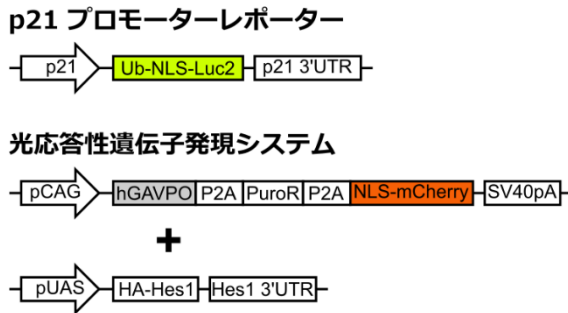 p21 プロモーターレポーター
p21 Ub-NLS-Luc2 p21 3'UTR
光応答性遺伝子発現システム
pCAG hGAVPO P2A PuroR P2A NLS-mCherry SV40pA
+
pUAS HA-Hes1 Hes1 3'UTR